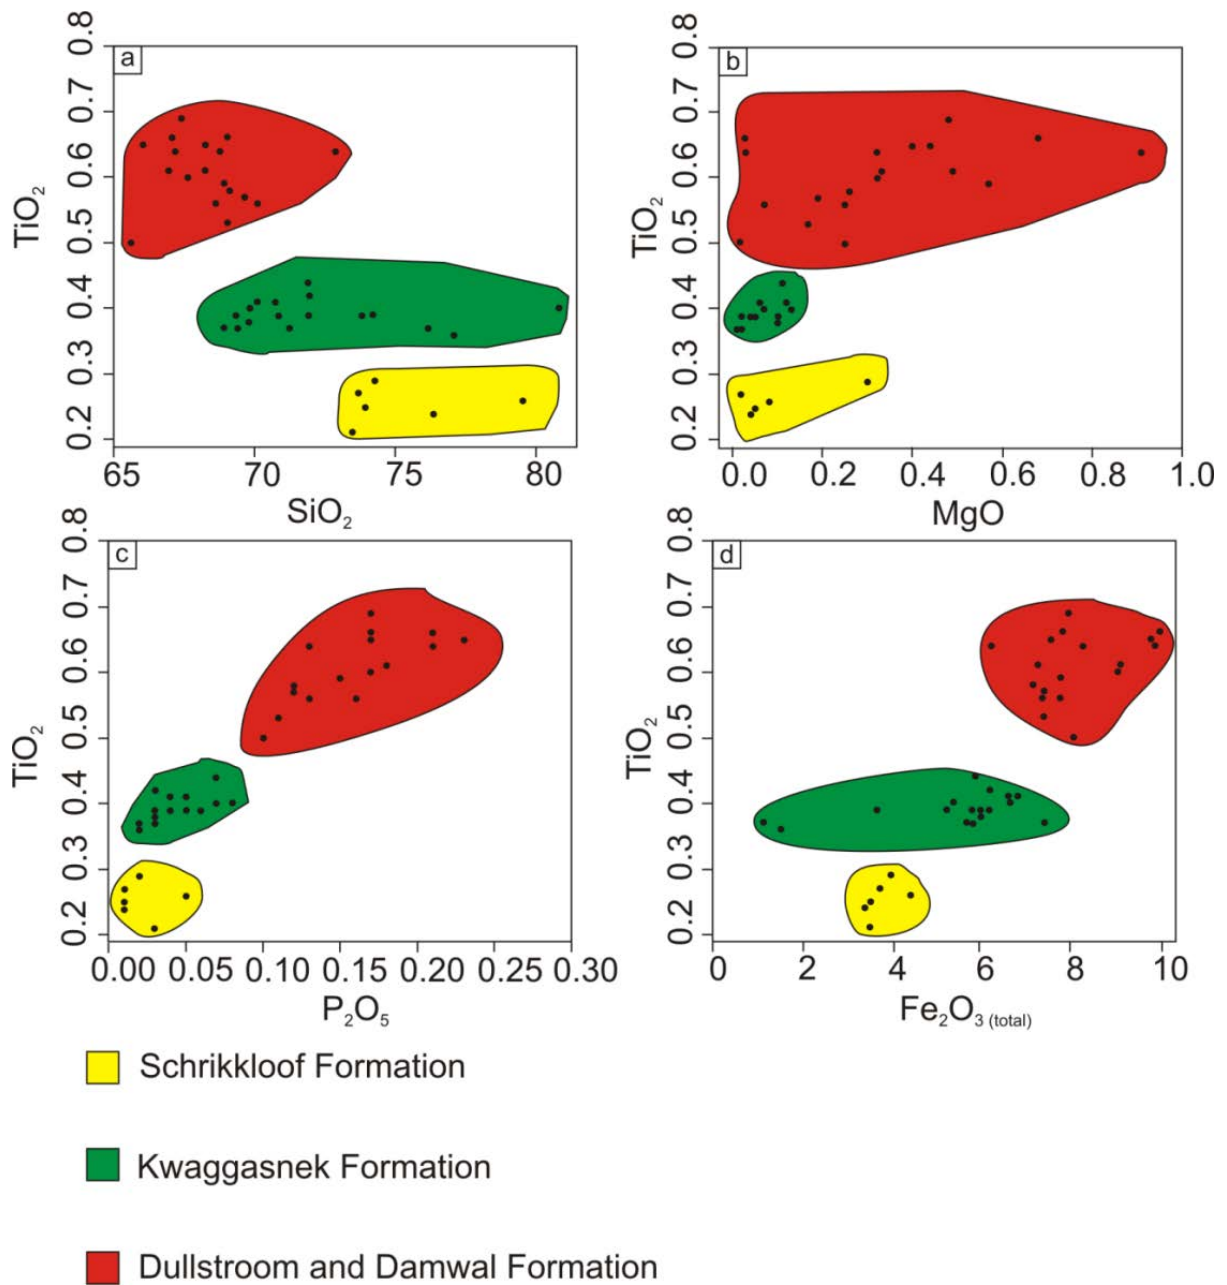 a
TiO2
0.2 0.3 0.4 0.5 0.6 0.7 0.8
65 70 75 80
SiO2
b
TiO2
0.2 0.3 0.4 0.5 0.6 0.7 0.8
0.0 0.2 0.4 0.6 0.8 1.0
MgO
c
TiO2
0.2 0.3 0.4 0.5 0.6 0.7 0.8
0.00 0.05 0.10 0.15 0.20 0.25 0.30
P2O5
d
TiO2
0.2 0.3 0.4 0.5 0.6 0.7 0.8
0 2 4 6 8 10
Fe2O3 (total)
Schrikkloof Formation
Kwaggasnek Formation
Dullstroom and Damwal Formation